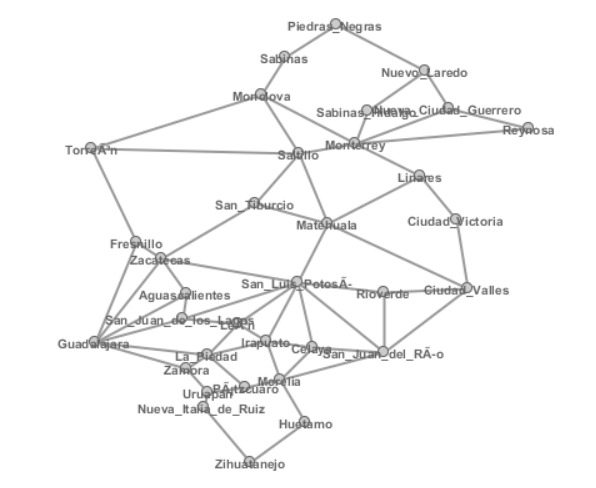 Piedras_Negras
Sabinas
Nuevo_Laredo
Monclova
Sabinas_Hidalgo
Nueva_Ciudad_Guerrero
Reynosa
Monterrey
TorreÃ³n
Saltillo
Linares
San_Tiburcio
Matehuala
Ciudad_Victoria
Fresnillo
Zacatecas
San_Luis_PotosÃ-
Rioverde
Ciudad_Valles
Aguascalientes
San_Juan_de_los_Lagos
LeÃ³n
Guadalajara
Irapuato
Celaya
San_Juan_del_RÃ-o
La_Piedad
Zamora
Morelia
PÃ¡tzcuaro
Uruapan
Nueva_Italia_de_Ruiz
Huetamo
Zihuatanejo